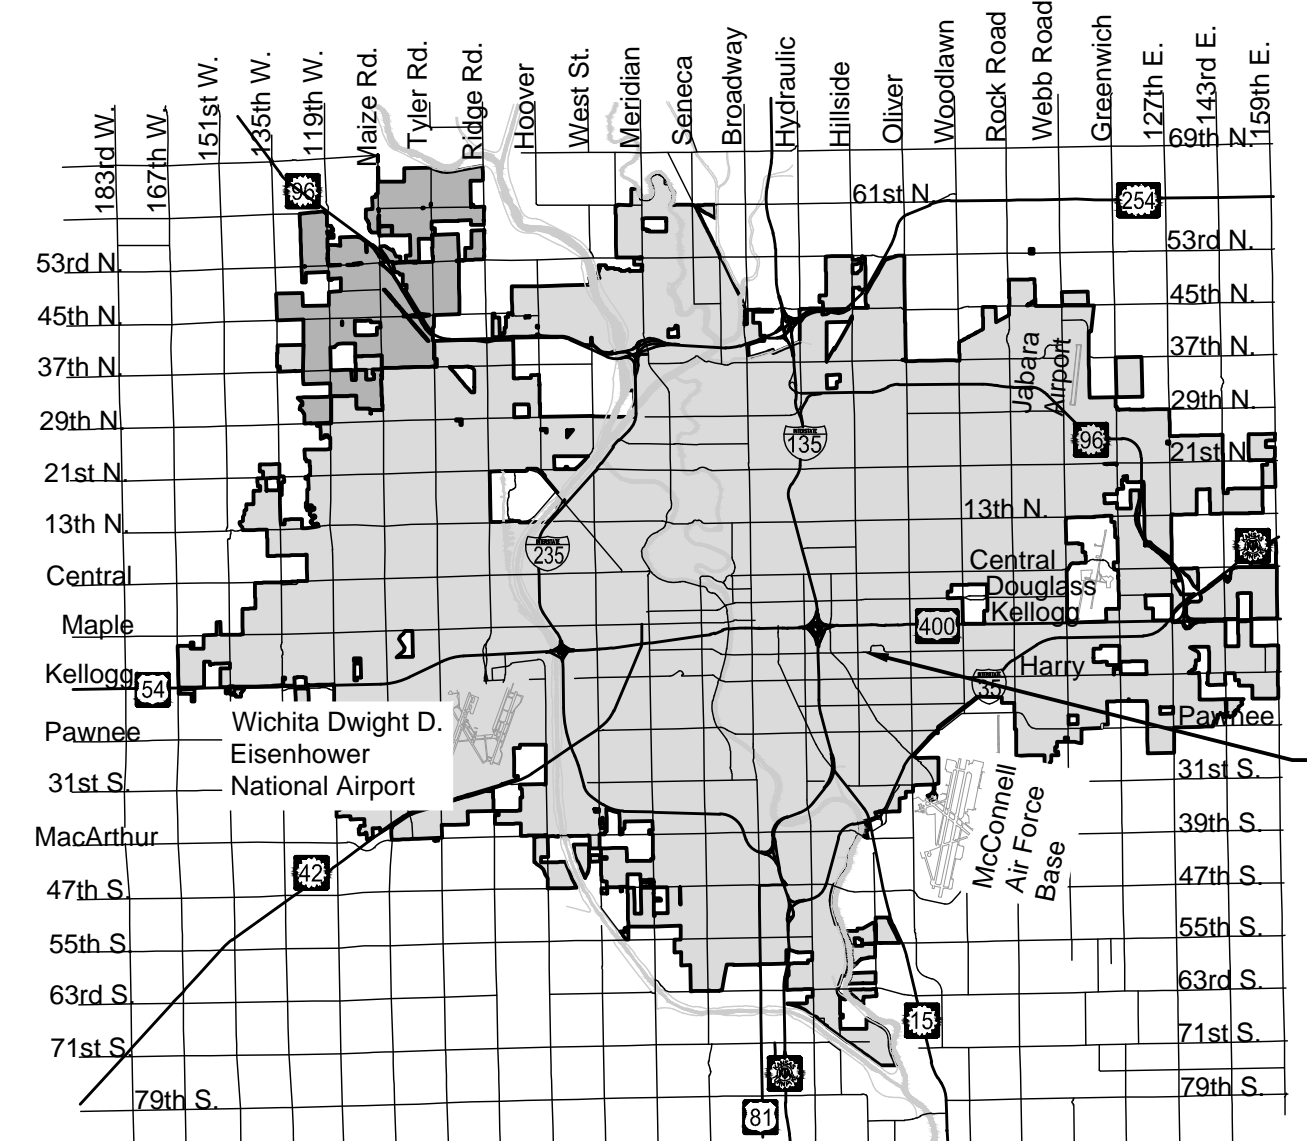 183rd W.
167th W.
151st W.
135th W.
119th W.
Maize Rd.
Tyler Rd.
Ridge Rd.
Hoover
West St.
Meridian
Seneca
Broadway
Hydraulic
Hillside
Oliver
Woodlawn
Rock Road
Webb Road
Greenwich
127th E.
143rd E.
159th E.
69th N.
96
61st N.
254
53rd N.
53rd N.
45th N.
45th N.
37th N.
37th N.
Jabara
Airport
29th N.
29th N.
135
96
21st N.
21st N.
13th N.
13th N.
INTERSTATE
235
Central
Central
Douglass
Kellogg
Maple
400
Kellogg
54
Harry
35
Pawnee
Pawnee
Wichita Dwight D.
Eisenhower
National Airport
31st S.
31st S.
McConnell
Air Force
Base
MacArthur
39th S.
42
47th S.
47th S.
55th S.
55th S.
63rd S.
63rd S.
15
71st S.
71st S.
79th S.
79th S.
81